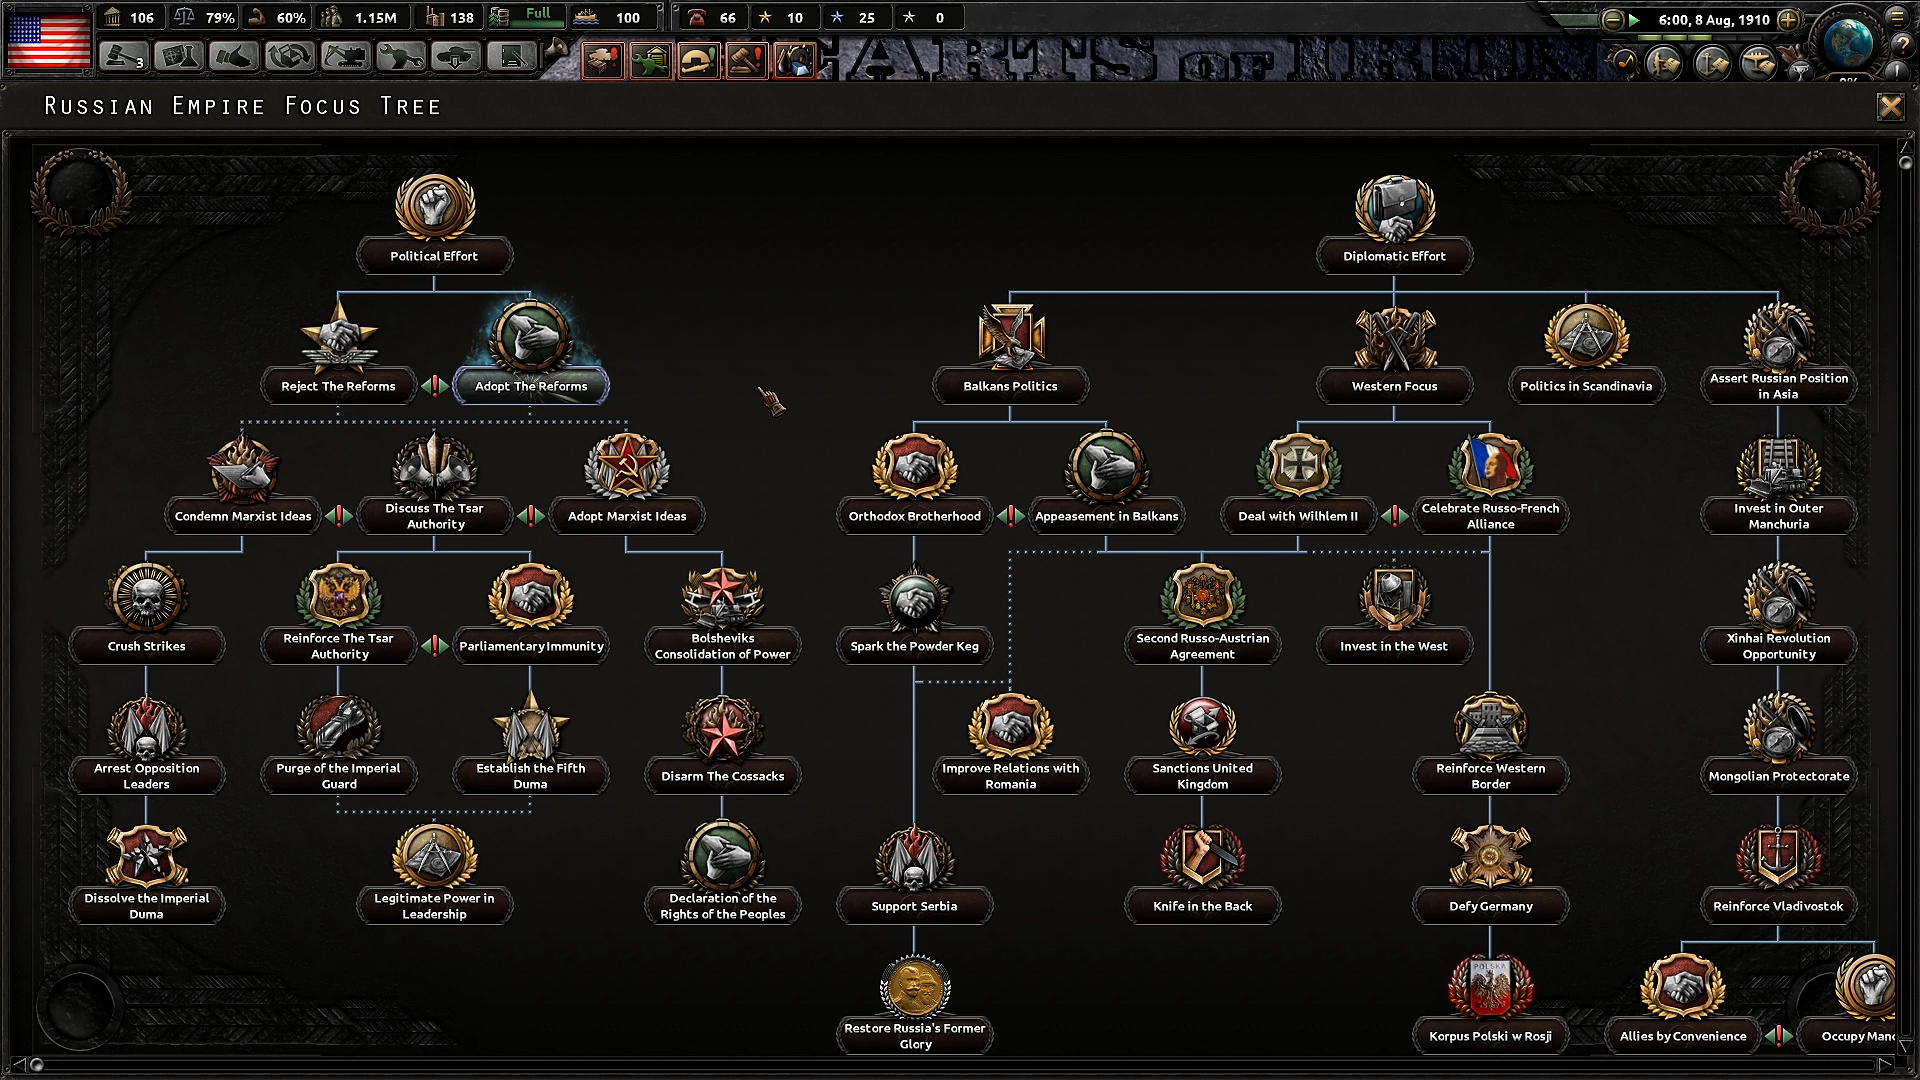 106
79%
60%
1.15M
138
Full
100
66
10
25
0
6:00, 8 Aug, 1910
3
Russian Empire Focus Tree
Political Effort
Diplomatic Effort
Reject The Reforms
Adopt The Reforms
Balkans Politics
Western Focus
Politics in Scandinavia
Assert Russian Position
in Asia
Condemn Marxist Ideas
Discuss The Tsar
Authority
Adopt Marxist Ideas
Orthodox Brotherhood
Appeasement in Balkans
Deal with Wilhlem II
Celebrate Russo-French
Alliance
Invest in Outer
Manchuria
Crush Strikes
Reinforce The Tsar
Authority
Parliamentary Immunity
Bolsheviks
Consolidation of Power
Spark the Powder Keg
Second Russo-Austrian
Agreement
Invest in the West
Xinhai Revolution
Opportunity
Arrest Opposition
Leaders
Purge of the Imperial
Guard
Establish the Fifth
Duma
Disarm The Cossacks
Improve Relations with
Romania
Sanctions United
Kingdom
Reinforce Western
Border
Mongolian Protectorate
Dissolve the Imperial
Duma
Legitimate Power in
Leadership
Declaration of the
Rights of the Peoples
Support Serbia
Knife in the Back
Defy Germany
Reinforce Vladivostok
POLSKA
Restore Russia's Former
Glory
Korpus Polski w Rosji
Allies by Convenience
Occupy Manc